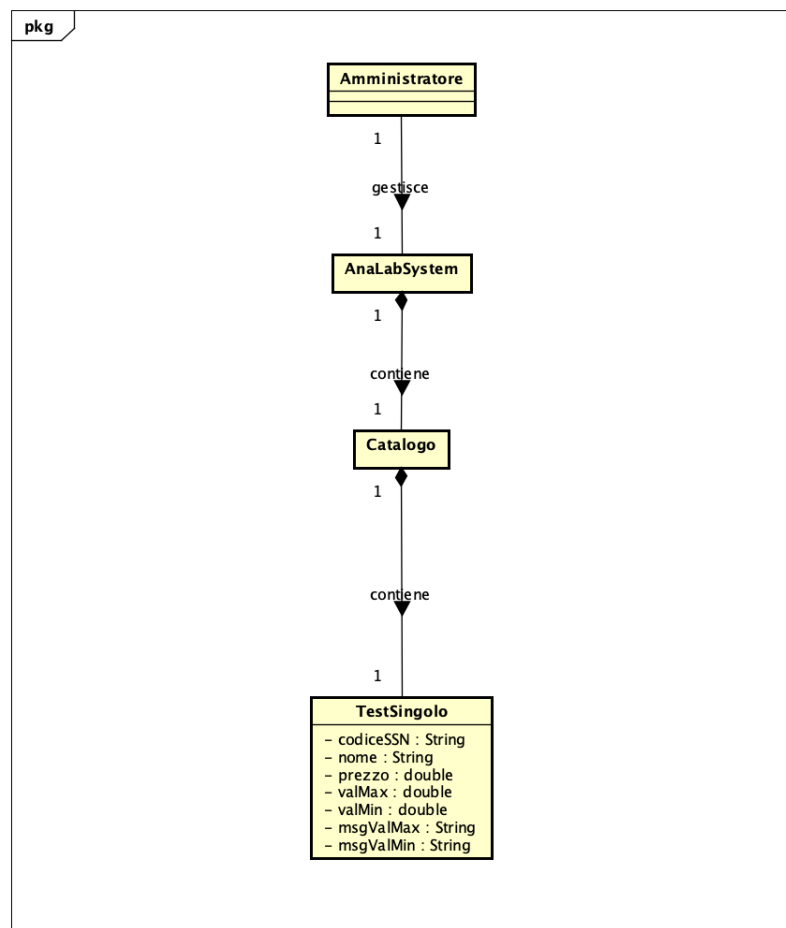 pkg
Amministratore
1
gestisce
1
AnaLabSystem
1
contiene
1
Catalogo
1
contiene
1
TestSingolo
- codiceSSN : String
- nome : String
- prezzo : double
- valMax : double
- valMin : double
- msgValMax : String
- msgValMin : String